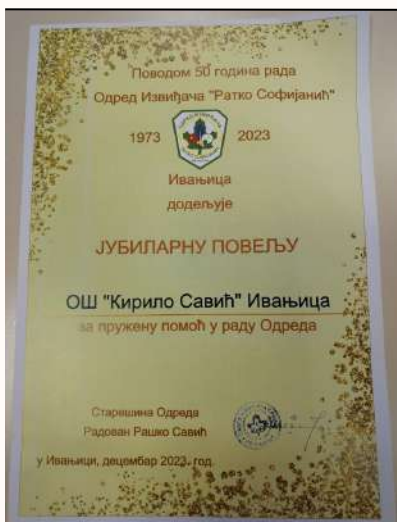 Поводом 50 година рада
Одред Извиђача "Ратко Софијанић"
1973 2023
Ивањица
додељује
ЈУБИЛАРНУ ПОВЕЉУ
ОШ "Кирило Савић" Ивањица
за пружену помоћ у раду Одреда
Старешина Одреда
Радован Рашко Савић
у Ивањици, децембар 2023. год.